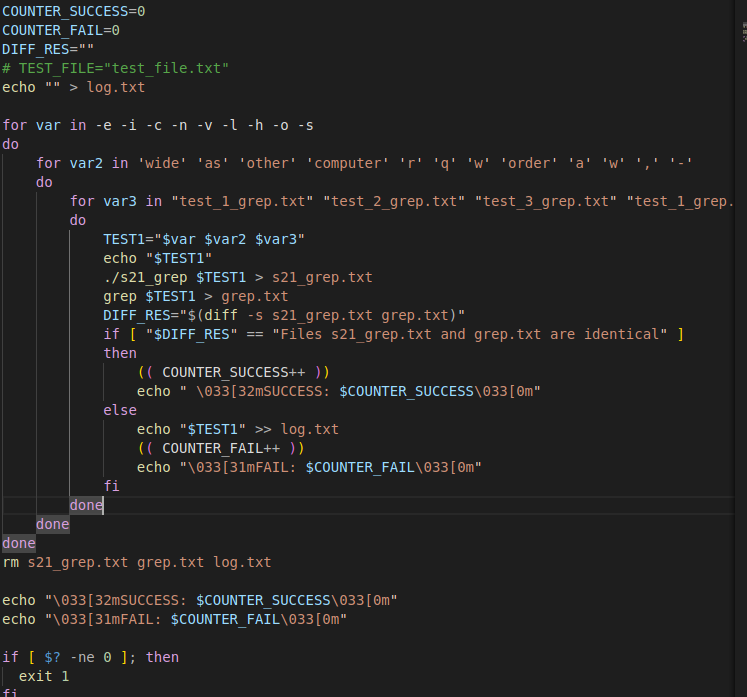 COUNTER_SUCCESS=0
COUNTER_FAIL=0
DIFF_RES=""
# TEST_FILE="test_file.txt"
echo "" > log.txt
for var in -e -i -c -n -v -l -h -o -s
do
for var2 in 'wide' 'as' 'other' 'computer' 'r' 'q' 'w' 'order' 'a' 'w' ',' '-'
do
for var3 in "test_1_grep.txt" "test_2_grep.txt" "test_3_grep.txt" "test_1_grep.
do
TEST1="$var $var2 $var3"
echo "$TEST1"
./s21_grep $TEST1 > s21_grep.txt
grep $TEST1 > grep.txt
DIFF_RES="$(diff -s s21_grep.txt grep.txt)"
if [ "$DIFF_RES" == "Files s21_grep.txt and grep.txt are identical" ]
then
(( COUNTER_SUCCESS++ ))
echo " \033[32mSUCCESS: $COUNTER_SUCCESS\033[0m"
else
echo "$TEST1" >> log.txt
(( COUNTER_FAIL++ ))
echo "\033[31mFAIL: $COUNTER_FAIL\033[0m"
fi
done
done
done
rm s21_grep.txt grep.txt log.txt
echo "\033[32mSUCCESS: $COUNTER_SUCCESS\033[0m"
echo "\033[31mFAIL: $COUNTER_FAIL\033[0m"
if [ $? -ne 0 ]; then
exit 1
fi